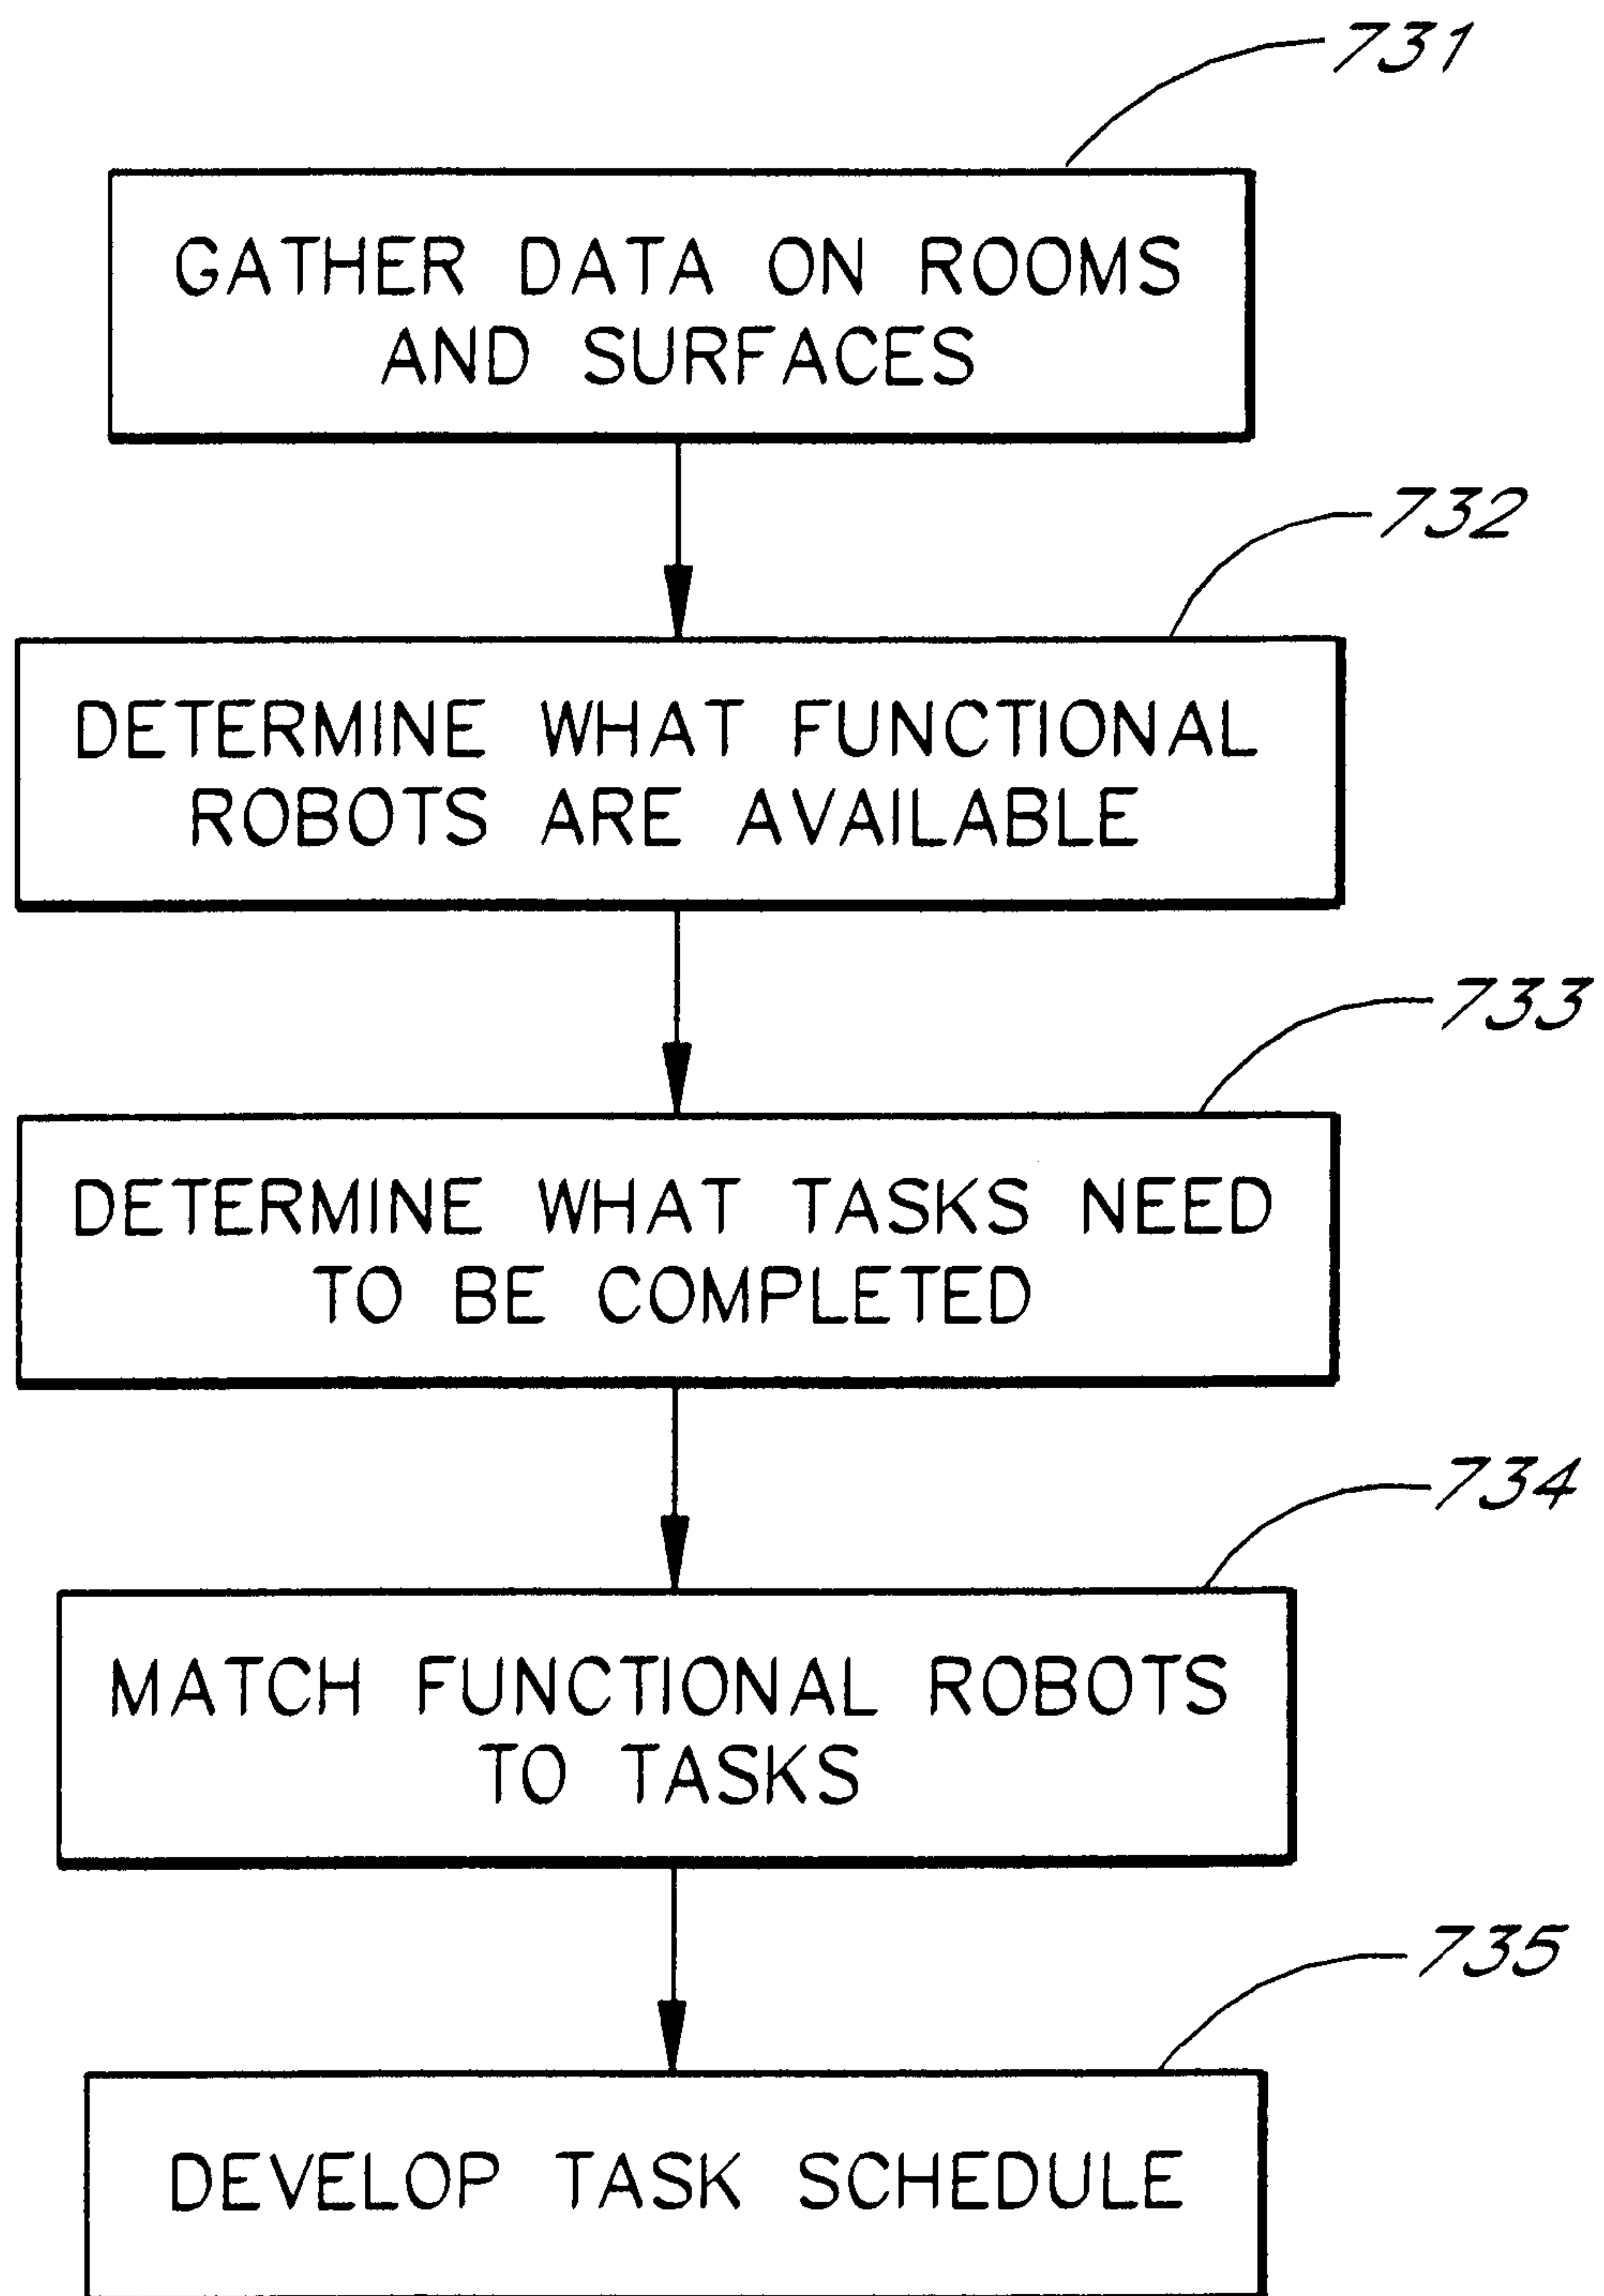 731
GATHER DATA ON ROOMS
AND SURFACES
732
DETERMINE WHAT FUNCTIONAL
ROBOTS ARE AVAILABLE
733
DETERMINE WHAT TASKS NEED
TO BE COMPLETED
734
MATCH FUNCTIONAL ROBOTS
TO TASKS
735
DEVELOP TASK SCHEDULE